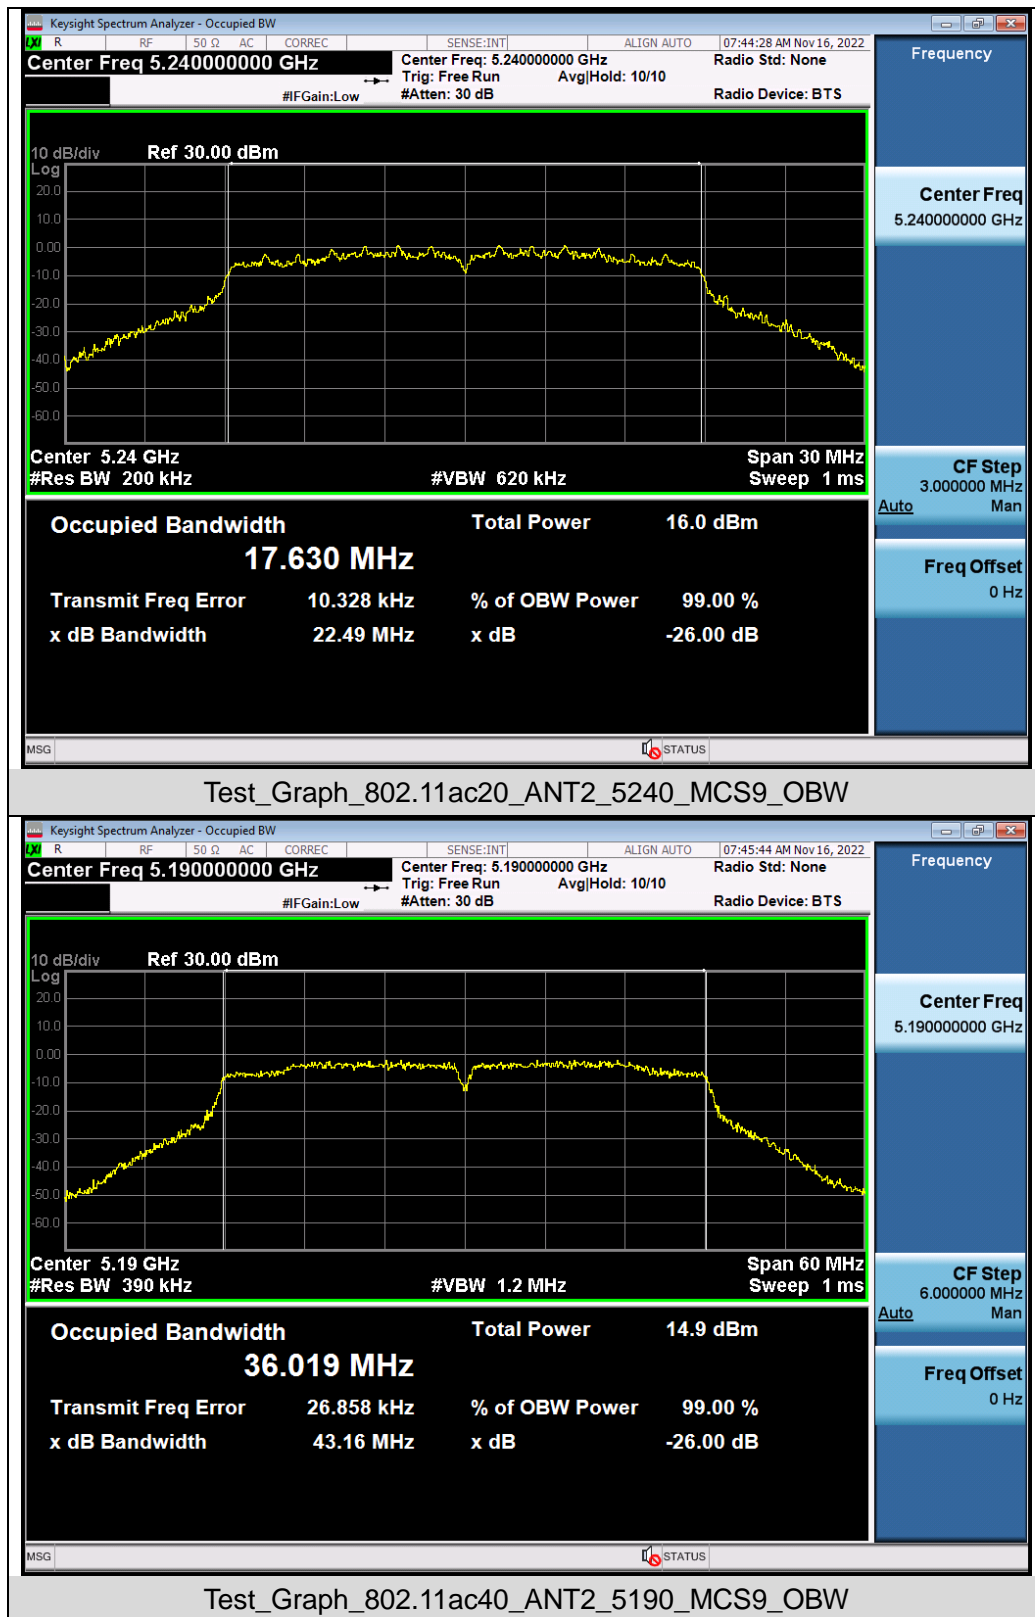 Keysight Spectrum Analyzer - Occupied BW
LXI R RF 50 Ω AC CORREC SENSE:INT ALIGN AUTO 07:44:28 AM Nov 16, 2022
Center Freq 5.240000000 GHz
Center Freq: 5.240000000 GHz
Radio Std: None
Trig: Free Run Avg|Hold: 10/10
#IFGain:Low
#Atten: 30 dB
Radio Device: BTS
Frequency
10 dB/div Ref 30.00 dBm
Log
20.0
10.0
0.00
-10.0
-20.0
-30.0
-40.0
-50.0
-60.0
Center 5.24 GHz
Span 30 MHz
#Res BW 200 kHz
#VBW 620 kHz
Sweep 1 ms
Center Freq
5.240000000 GHz
CF Step
3.000000 MHz
Auto Man
Freq Offset
0 Hz
Occupied Bandwidth
Total Power 16.0 dBm
17.630 MHz
Transmit Freq Error 10.328 kHz % of OBW Power 99.00 %
x dB Bandwidth 22.49 MHz x dB -26.00 dB
MSG STATUS
Test_Graph_802.11ac20_ANT2_5240_MCS9_OBW
Keysight Spectrum Analyzer - Occupied BW
LXI R RF 50 Ω AC CORREC SENSE:INT ALIGN AUTO 07:45:44 AM Nov 16, 2022
Center Freq 5.190000000 GHz
Center Freq: 5.190000000 GHz
Radio Std: None
Trig: Free Run Avg|Hold: 10/10
#IFGain:Low
#Atten: 30 dB
Radio Device: BTS
Frequency
10 dB/div Ref 30.00 dBm
Log
20.0
10.0
0.00
-10.0
-20.0
-30.0
-40.0
-50.0
-60.0
Center 5.19 GHz
Span 60 MHz
#Res BW 390 kHz
#VBW 1.2 MHz
Sweep 1 ms
Center Freq
5.190000000 GHz
CF Step
6.000000 MHz
Auto Man
Freq Offset
0 Hz
Occupied Bandwidth
Total Power 14.9 dBm
36.019 MHz
Transmit Freq Error 26.858 kHz % of OBW Power 99.00 %
x dB Bandwidth 43.16 MHz x dB -26.00 dB
MSG STATUS
Test_Graph_802.11ac40_ANT2_5190_MCS9_OBW